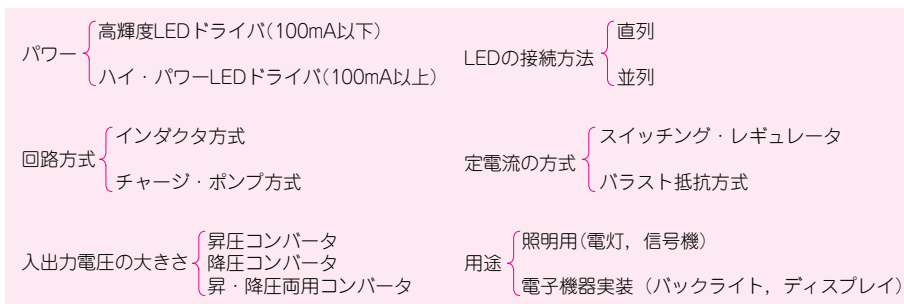 パワー
高輝度LEDドライバ(100mA以下)
ハイ・パワーLEDドライバ(100mA以上)
LEDの接続方法
直列
並列
回路方式
インダクタ方式
チャージ・ポンプ方式
定電流の方式
スイッチング・レギュレータ
バラスト抵抗方式
入出力電圧の大きさ
昇圧コンバータ
降圧コンバータ
昇・降圧両用コンバータ
用途
照明用(電灯，信号機)
電子機器実装（バックライト，ディスプレイ）